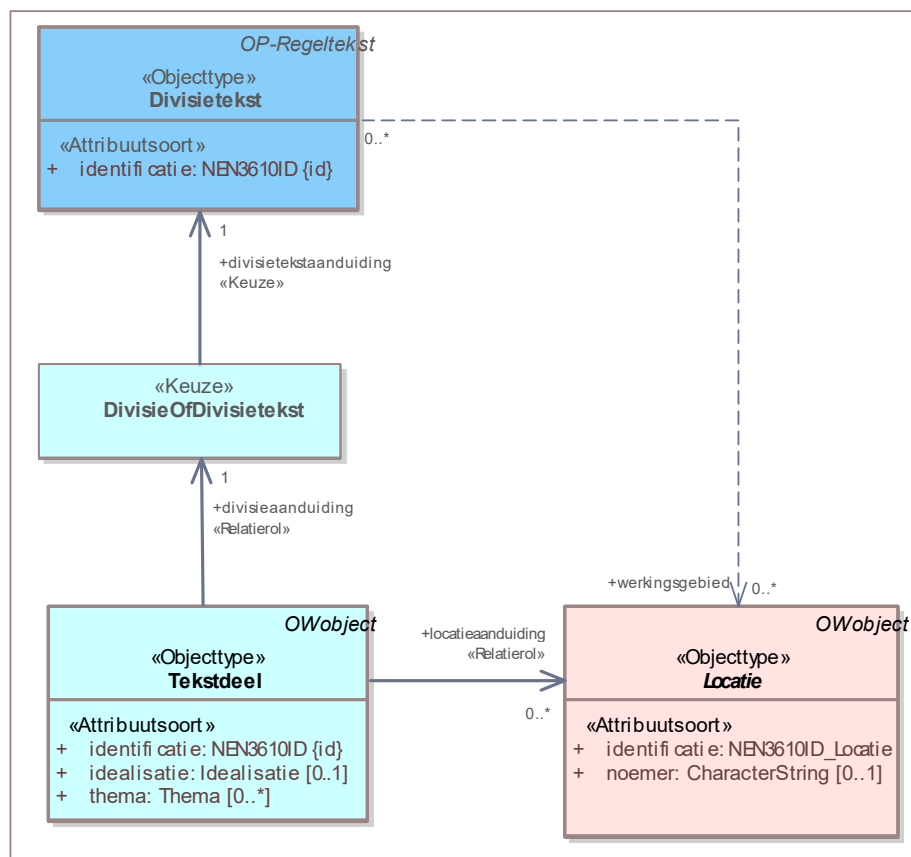 OP-Regeltekst
«Objecttype»
Divisietekst
«Attribuutsoort»
+ identificatie: NEN3610ID {id}
0..*
1
+divisietekstaanduiding
«Keuze»
«Keuze»
DivisieOfDivisietekst
1
+divisieaanduiding
«Relatierol»
+werkingsgebied
0..*
OWobject
«Objecttype»
Tekstdeel
«Attribuutsoort»
+ identificatie: NEN3610ID {id}
+ idealisatie: Idealisatie [0..1]
+ thema: Thema [0..*]
+locatieaanduiding
«Relatierol»
0..*
OWobject
«Objecttype»
Locatie
«Attribuutsoort»
+ identificatie: NEN3610ID_Locatie
+ noemer: CharacterString [0..1]